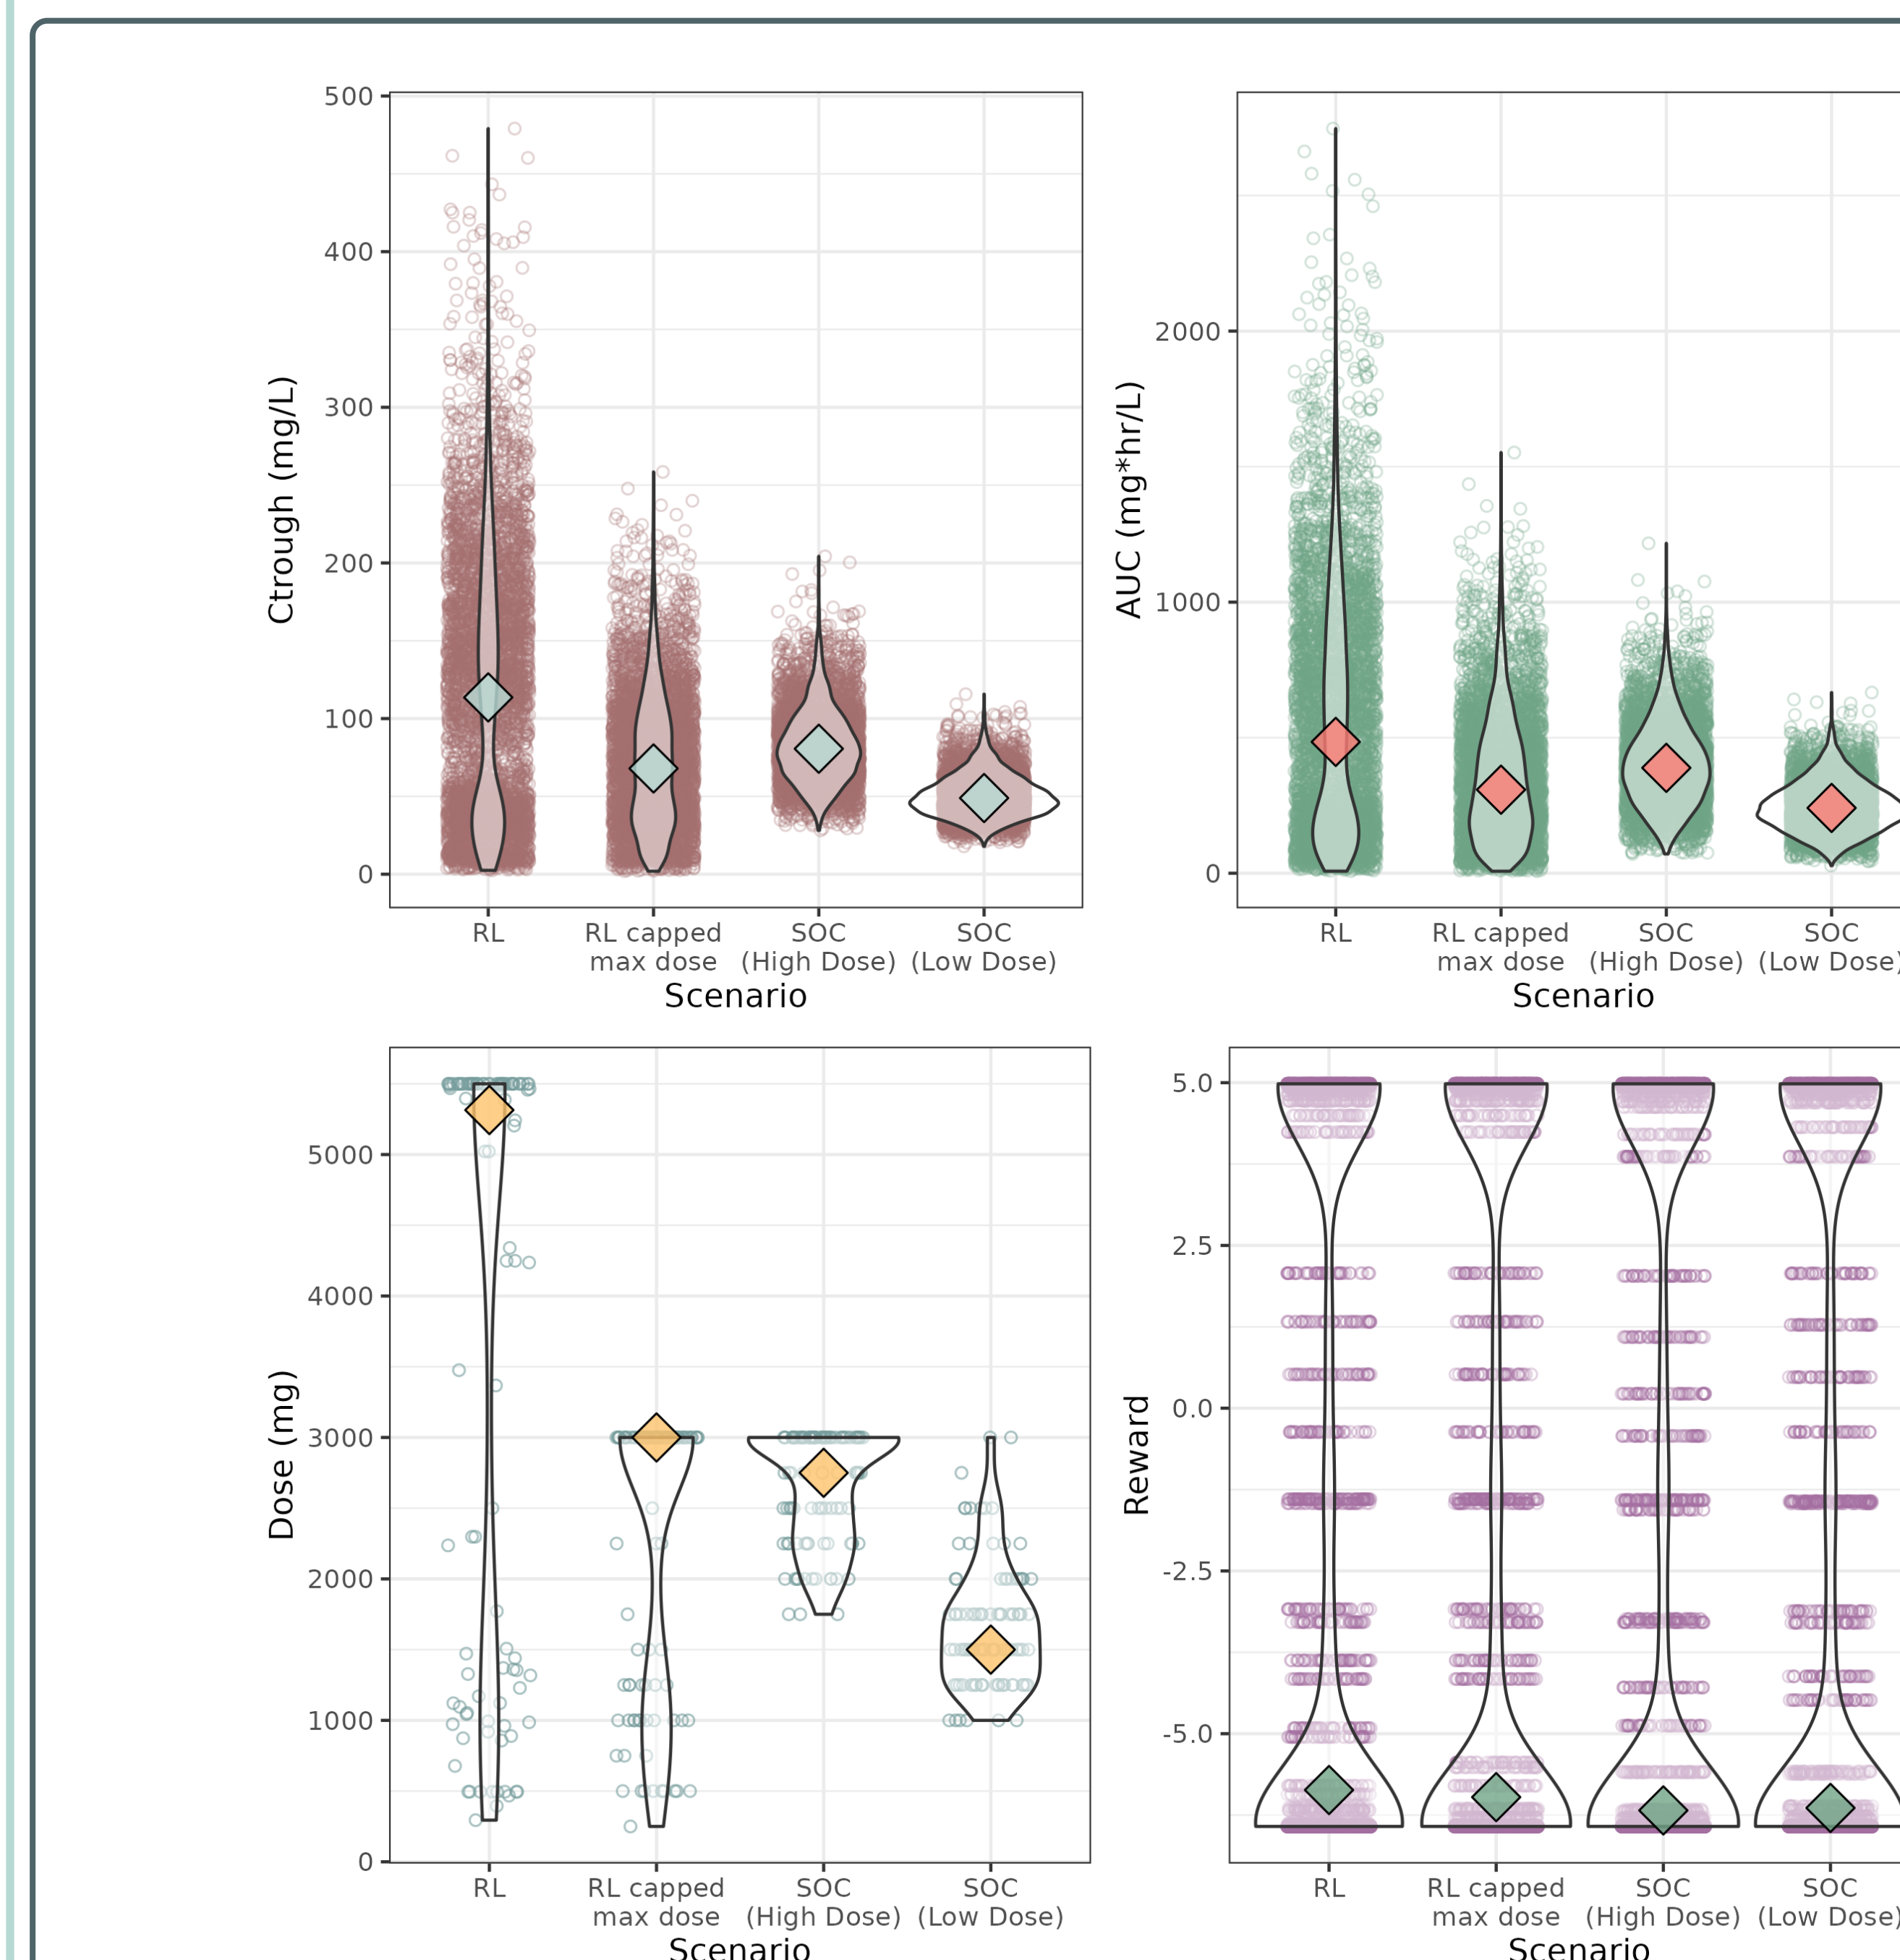 500
400
300
200
100
0
Ctrough (mg/L)
RL
RL capped
max dose
SOC
(High Dose)
SOC
(Low Dose)
Scenario
2000
1000
0
AUC (mg*hr/L)
RL
RL capped
max dose
SOC
(High Dose)
SOC
(Low Dose)
Scenario
5000
4000
3000
2000
1000
0
Dose (mg)
RL
RL capped
max dose
SOC
(High Dose)
SOC
(Low Dose)
Scenario
5.0
2.5
0.0
-2.5
-5.0
Reward
RL
RL capped
max dose
SOC
(High Dose)
SOC
(Low Dose)
Scenario